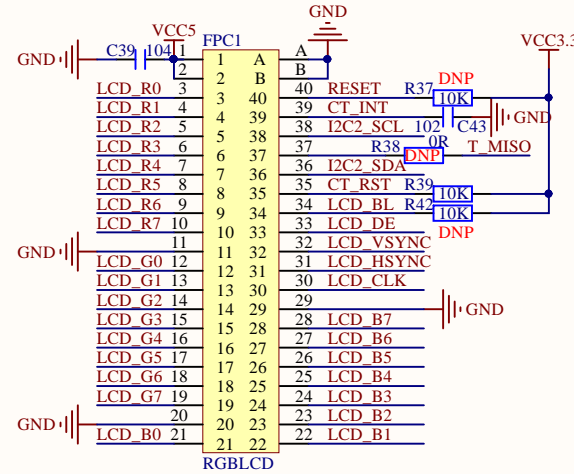 GND
VCC5
VCC3.3
C39 104
FPC1
GND
1 1 A A
2 2 B B
DNP
LCD_R0 3 3 40 40 RESET R37 10K
LCD_R1 4 4 39 39 CT_INT GND
LCD_R2 5 5 38 38 I2C2_SCL 102 C43
LCD_R3 6 6 37 37 R38 0R DNP T_MISO
LCD_R4 7 7 36 36 I2C2_SDA
LCD_R5 8 8 35 35 CT_RST R39 10K
LCD_R6 9 9 34 34 LCD_BL R42 10K
LCD_R7 10 10 33 33 LCD_DE DNP
GND 11 11 32 32 LCD_VSYNC
LCD_G0 12 12 31 31 LCD_HSYNC
LCD_G1 13 13 30 30 LCD_CLK
LCD_G2 14 14 29 29 GND
LCD_G3 15 15 28 28 LCD_B7
LCD_G4 16 16 27 27 LCD_B6
LCD_G5 17 17 26 26 LCD_B5
LCD_G6 18 18 25 25 LCD_B4
LCD_G7 19 19 24 24 LCD_B3
GND 20 20 23 23 LCD_B2
LCD_B0 21 21 22 22 LCD_B1
RGBLCD